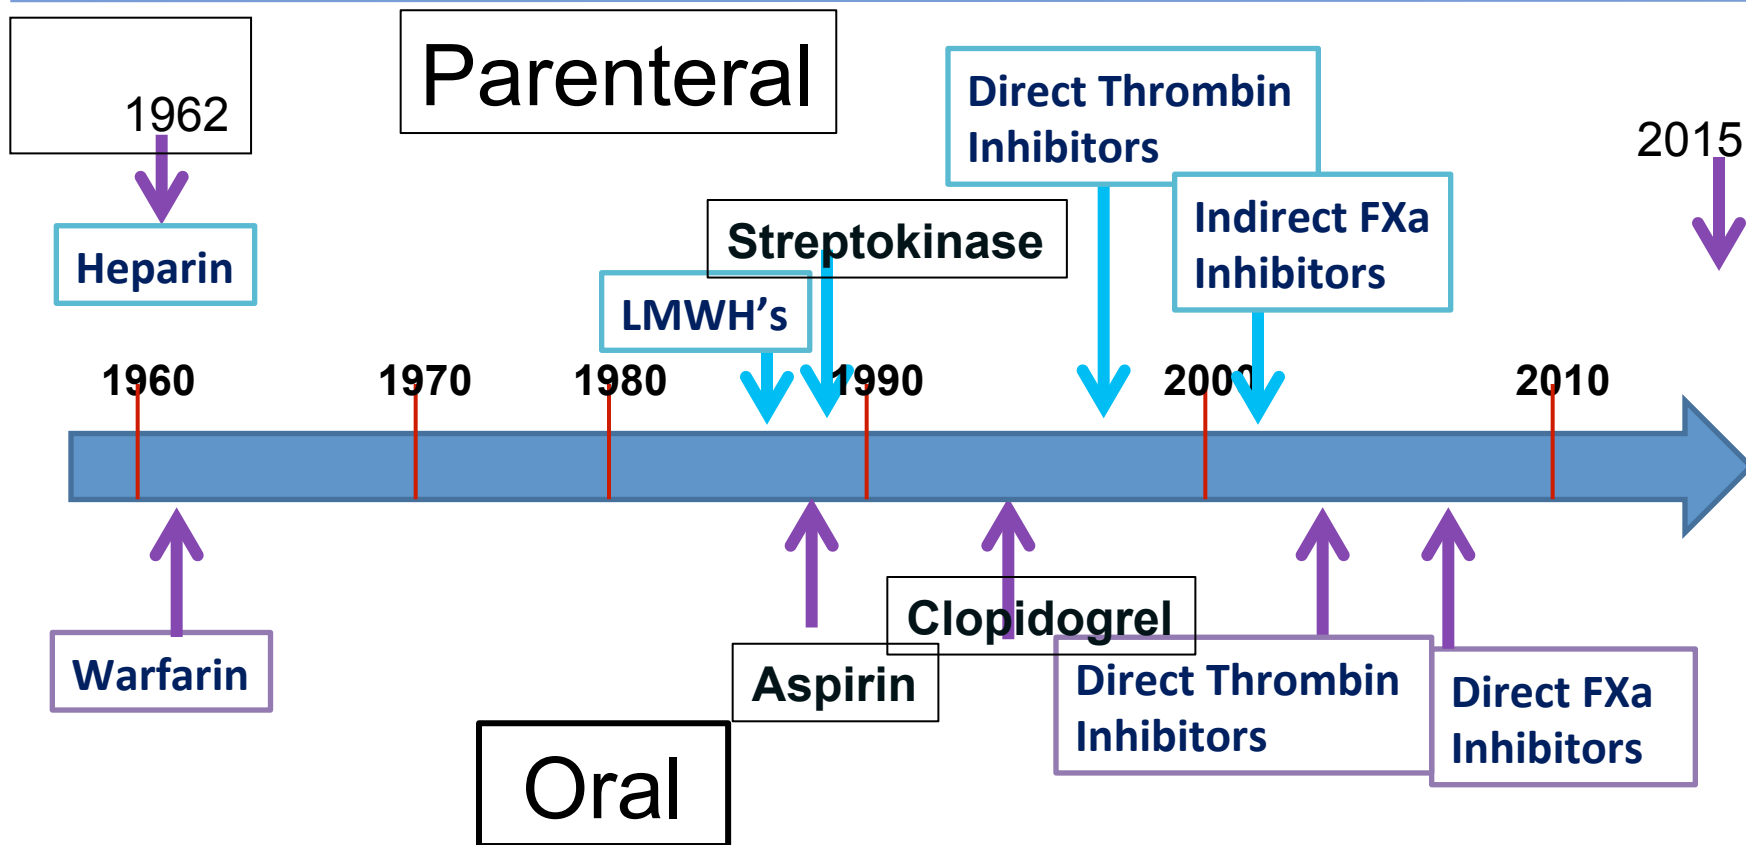 1962
Parenteral
Direct Thrombin
Inhibitors
2015
Heparin
Streptokinase
Indirect FXa
Inhibitors
LMWH's
1960
1970
1980
1990
2000
2010
Warfarin
Aspirin
Clopidogrel
Direct Thrombin
Inhibitors
Direct FXa
Inhibitors
Oral